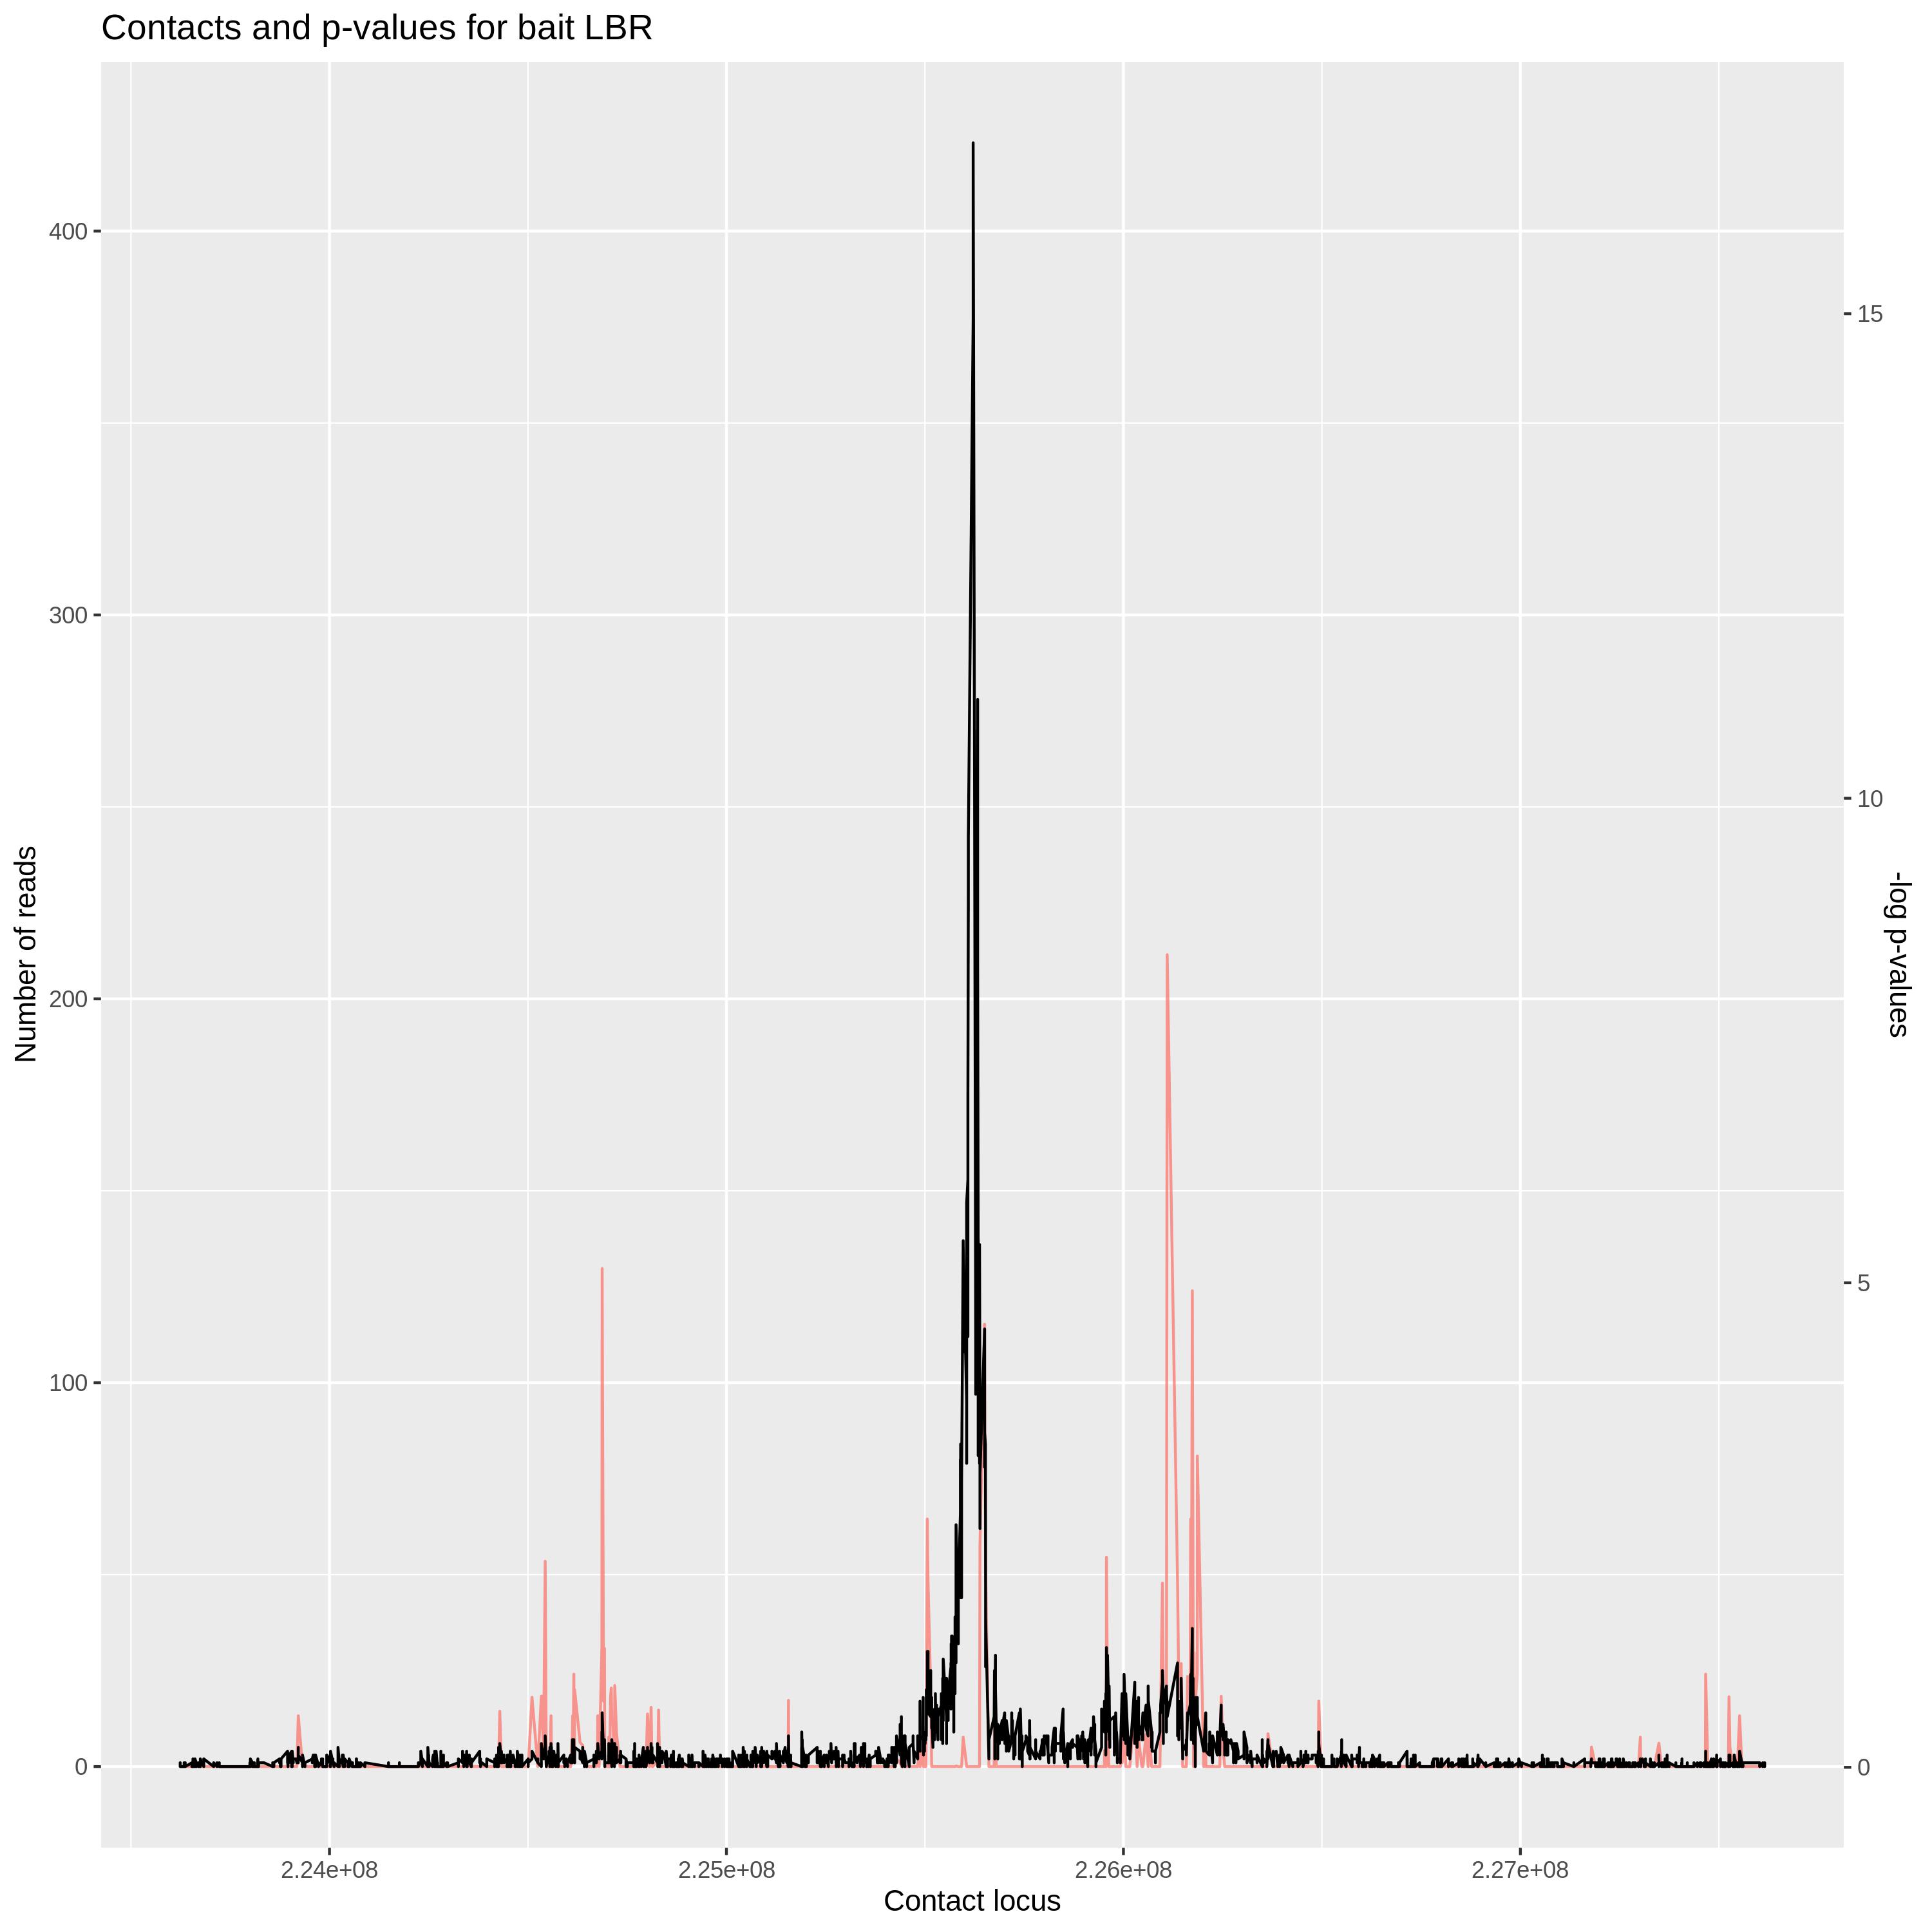 Contacts and p-values for bait LBR
Number of reads
400
300
200
100
0
15
10
5
0
-log p-values
2.24e+08
2.25e+08
2.26e+08
2.27e+08
Contact locus